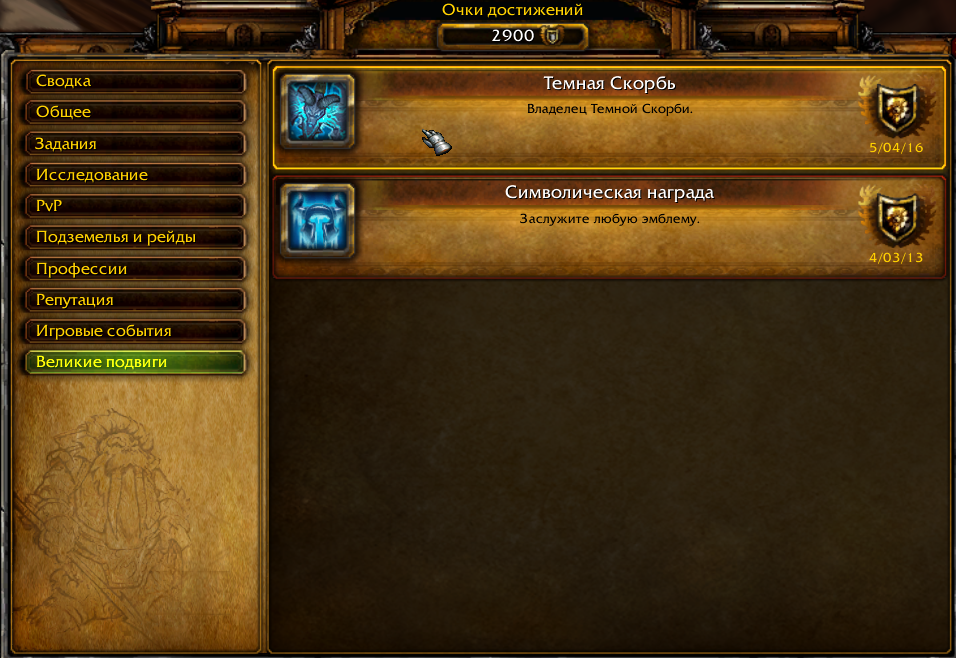 Очки достижений
2900
Сводка
Общее
Задания
Исследование
PvP
Подземелья и рейды
Профессии
Репутация
Игровые события
Великие подвиги
Темная Скорбь
Владелец Темной Скорби.
5/04/16
Символическая награда
Заслужите любую эмблему.
4/03/13